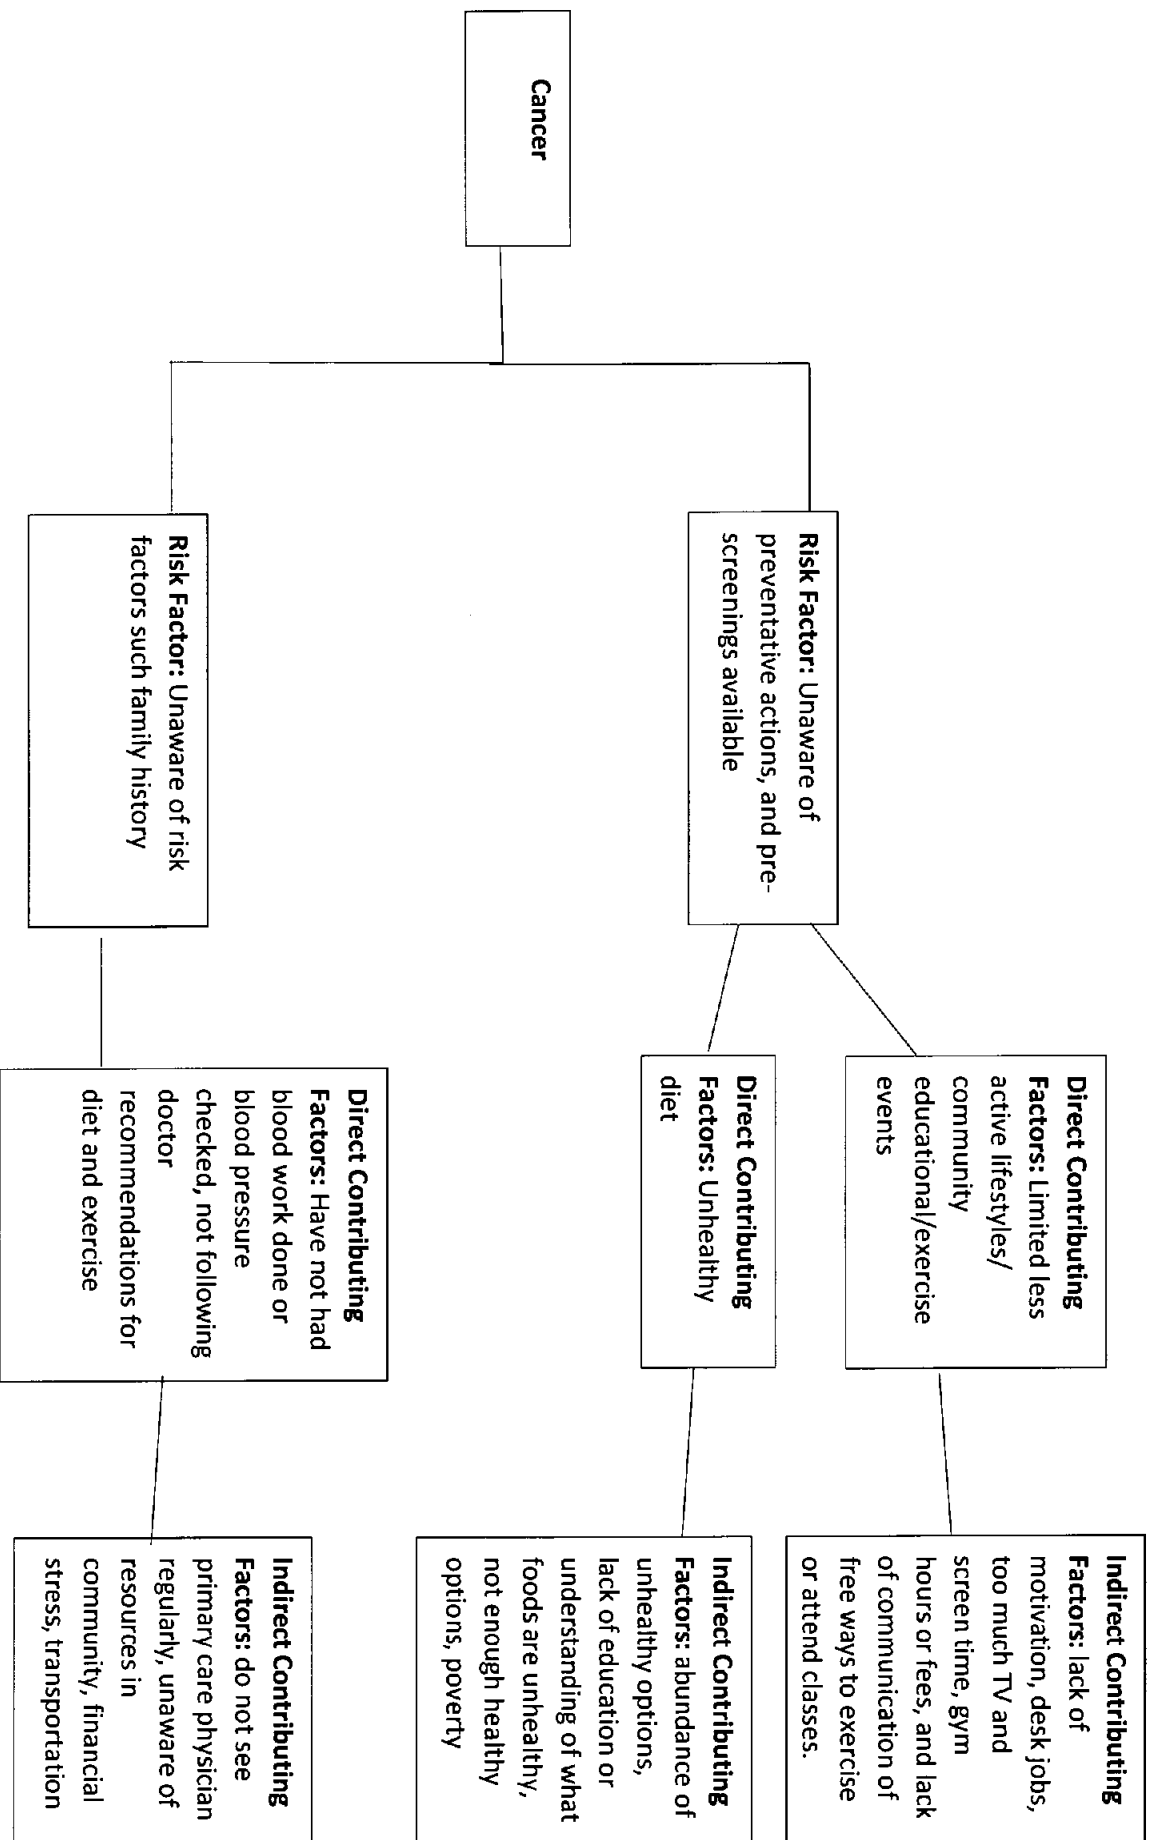 Cancer
Risk Factor: Unaware of
preventative actions, and pre-
screenings available
Direct Contributing
Factors: Limited less
active lifestyles/
community
educational/exercise
events
Indirect Contributing
Factors: lack of
motivation, desk jobs,
too much TV and
screen time, gym
hours or fees, and lack
of communication of
free ways to exercise
or attend classes.
Direct Contributing
Factors: Unhealthy
diet
Indirect Contributing
Factors: abundance of
unhealthy options,
lack of education or
understanding of what
foods are unhealthy,
not enough healthy
options, poverty
Risk Factor: Unaware of risk
factors such family history
Direct Contributing
Factors: Have not had
blood work done or
blood pressure
checked, not following
doctor
recommendations for
diet and exercise
Indirect Contributing
Factors: do not see
primary care physician
regularly, unaware of
resources in
community, financial
stress, transportation